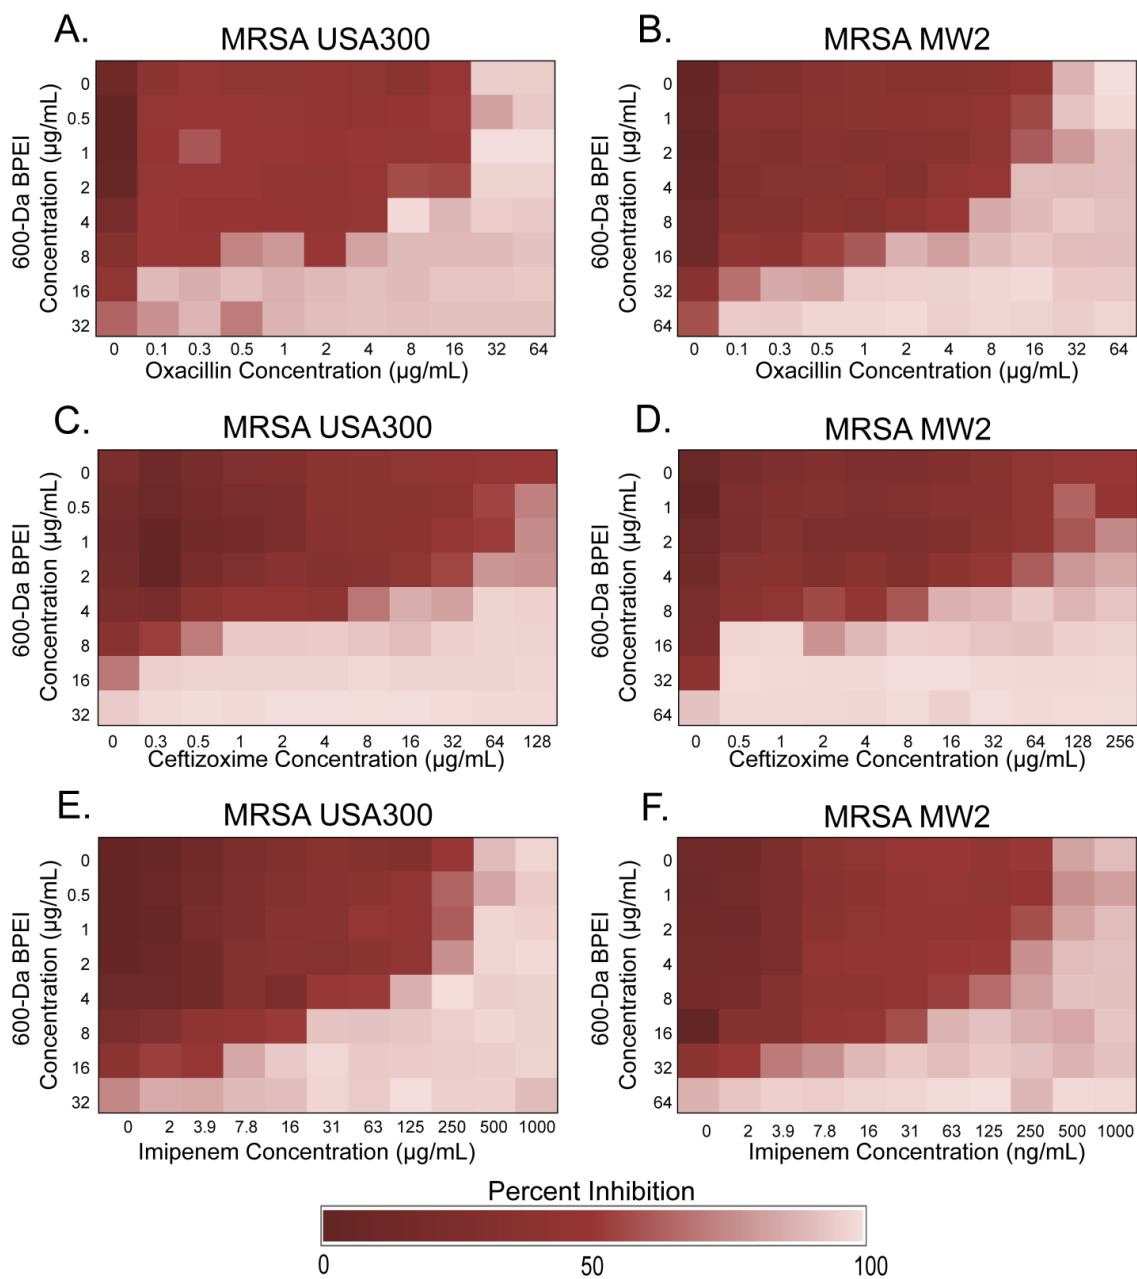 A.
MRSA USA300
600-Da BPEI
Concentration (µg/mL)
0
0.5
1
2
4
8
16
32
0 0.1 0.3 0.5 1 2 4 8 16 32 64
Oxacillin Concentration (µg/mL)
B.
MRSA MW2
600-Da BPEI
Concentration (µg/mL)
0
1
2
4
8
16
32
64
0 0.1 0.3 0.5 1 2 4 8 16 32 64
Oxacillin Concentration (µg/mL)
C.
MRSA USA300
600-Da BPEI
Concentration (µg/mL)
0
0.5
1
2
4
8
16
32
0 0.3 0.5 1 2 4 8 16 32 64 128
Ceftizoxime Concentration (µg/mL)
D.
MRSA MW2
600-Da BPEI
Concentration (µg/mL)
0
1
2
4
8
16
32
64
0 0.5 1 2 4 8 16 32 64 128 256
Ceftizoxime Concentration (µg/mL)
E.
MRSA USA300
600-Da BPEI
Concentration (µg/mL)
0
0.5
1
2
4
8
16
32
0 2 3.9 7.8 16 31 63 125 250 500 1000
Imipenem Concentration (µg/mL)
F.
MRSA MW2
600-Da BPEI
Concentration (µg/mL)
0
1
2
4
8
16
32
64
0 2 3.9 7.8 16 31 63 125 250 500 1000
Imipenem Concentration (ng/mL)
Percent Inhibition
0 50 100